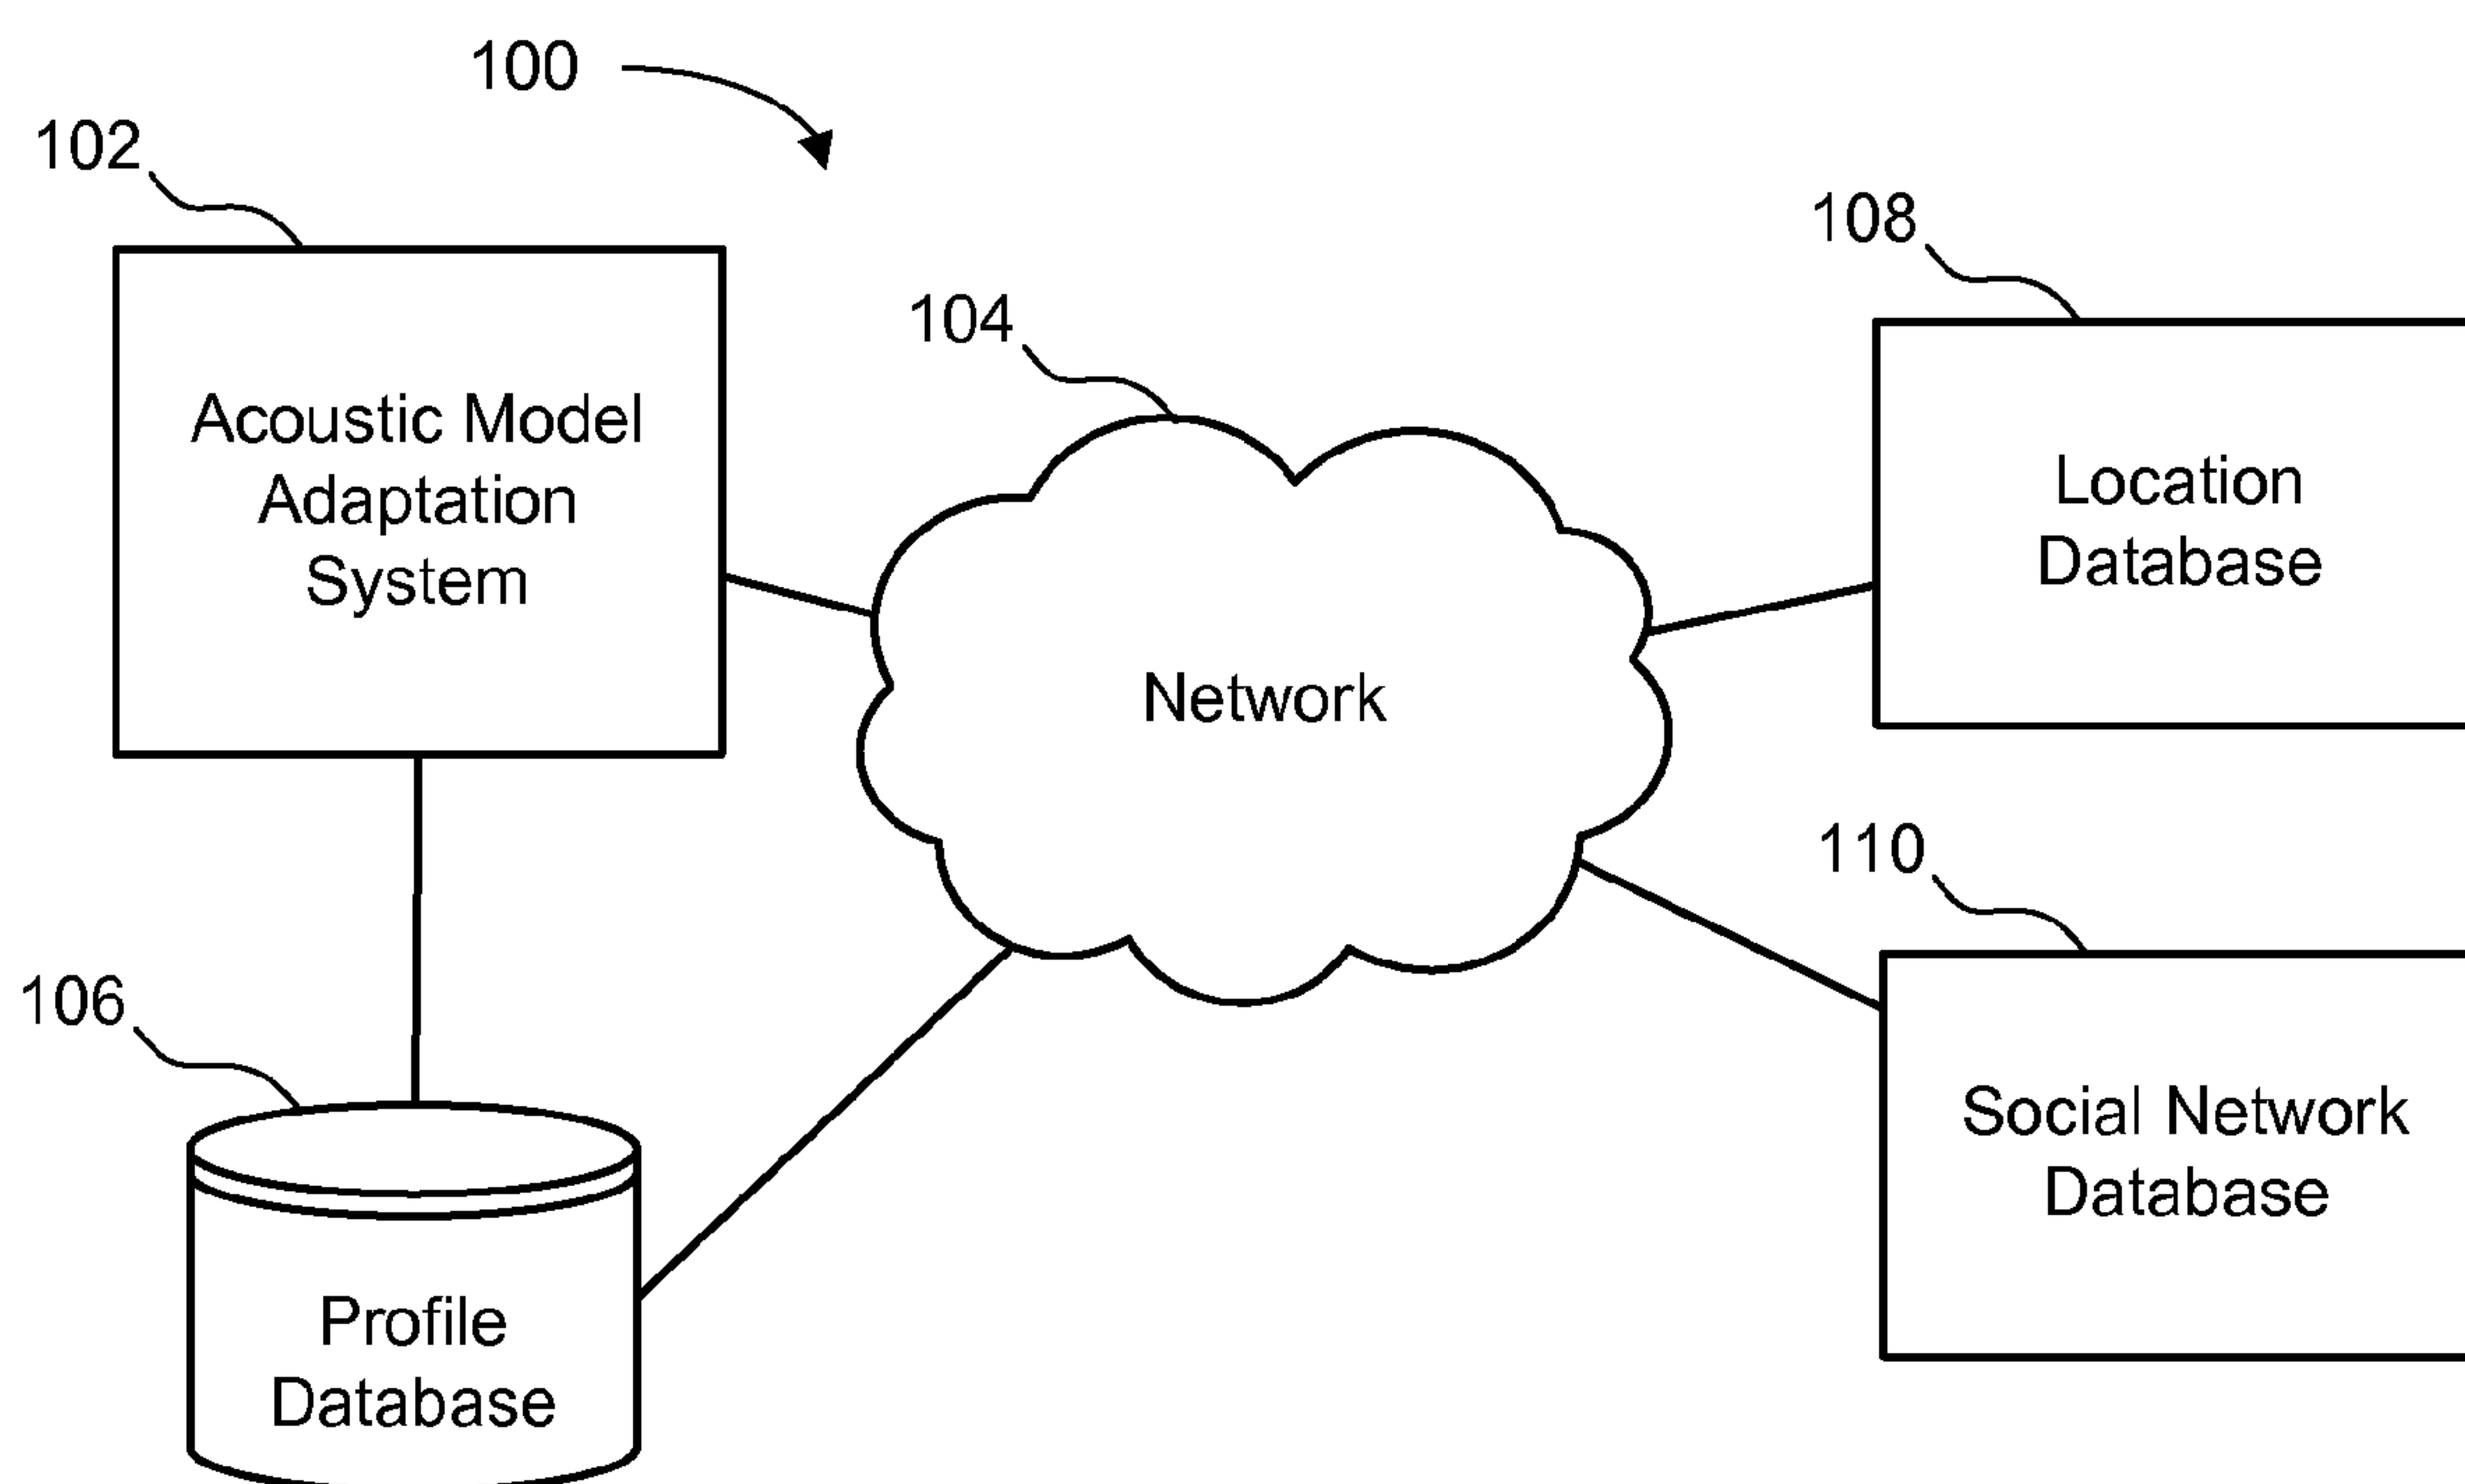 100
102
108
104
Acoustic Model
Adaptation
System
Location
Database
Network
110
106
Social Network
Database
Profile
Database